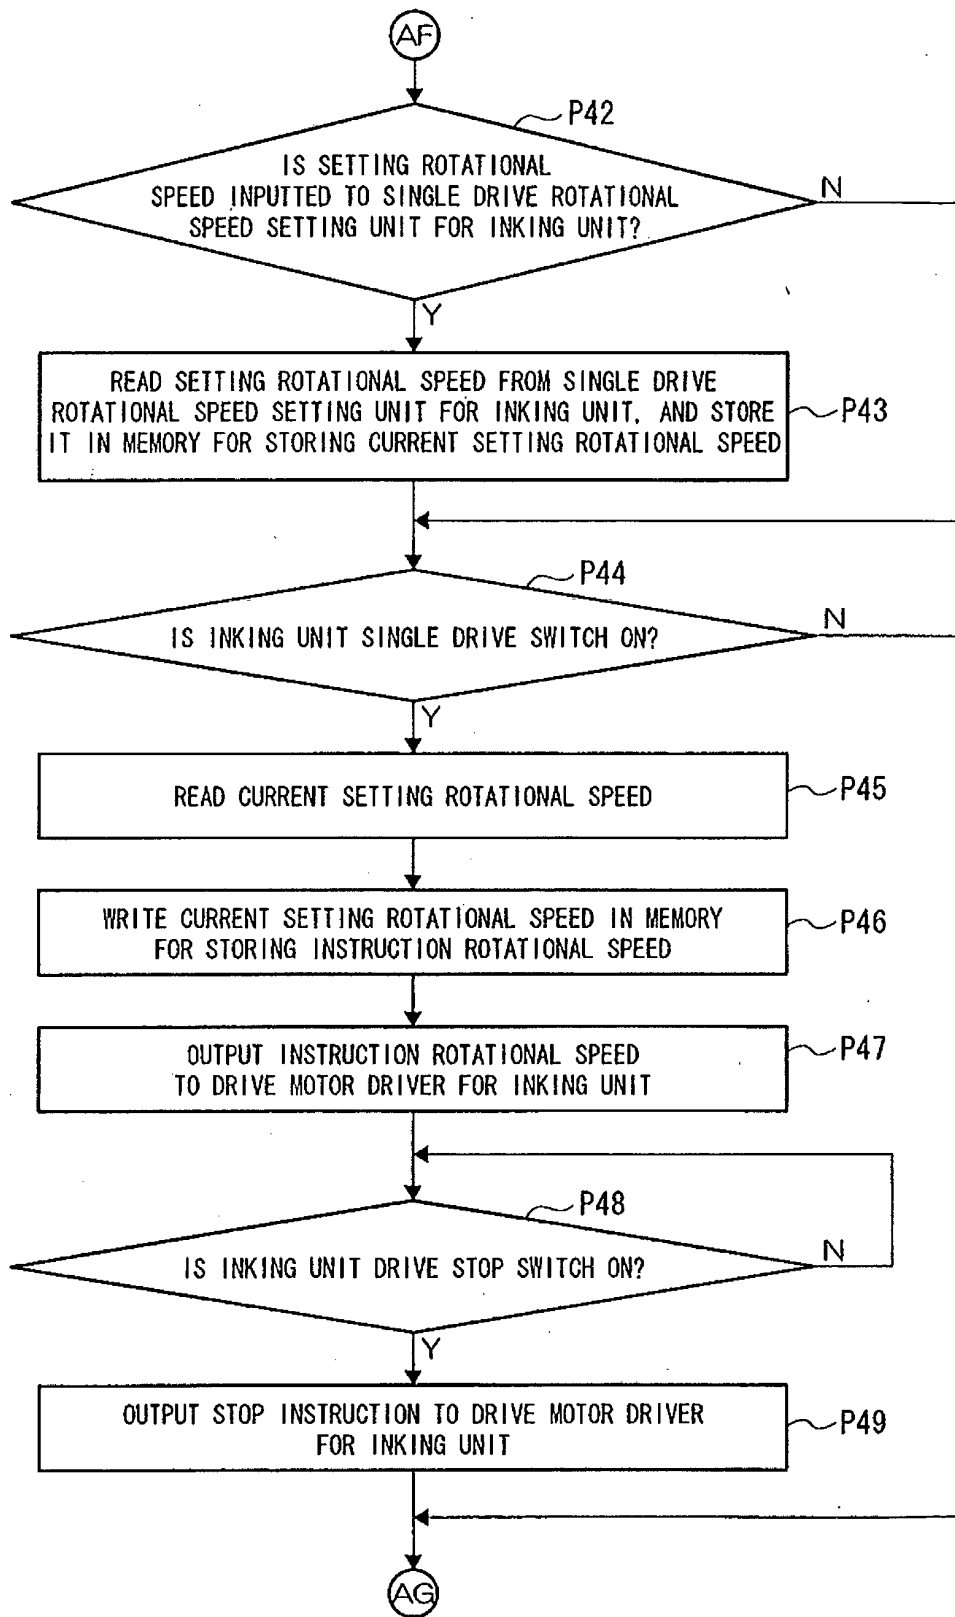 AF
P42
IS SETTING ROTATIONAL
SPEED INPUTTED TO SINGLE DRIVE ROTATIONAL
SPEED SETTING UNIT FOR INKING UNIT?
N
Y
READ SETTING ROTATIONAL SPEED FROM SINGLE DRIVE
ROTATIONAL SPEED SETTING UNIT FOR INKING UNIT, AND STORE
IT IN MEMORY FOR STORING CURRENT SETTING ROTATIONAL SPEED
P43
P44
IS INKING UNIT SINGLE DRIVE SWITCH ON?
N
Y
READ CURRENT SETTING ROTATIONAL SPEED
P45
WRITE CURRENT SETTING ROTATIONAL SPEED IN MEMORY
FOR STORING INSTRUCTION ROTATIONAL SPEED
P46
OUTPUT INSTRUCTION ROTATIONAL SPEED
TO DRIVE MOTOR DRIVER FOR INKING UNIT
P47
P48
IS INKING UNIT DRIVE STOP SWITCH ON?
N
Y
OUTPUT STOP INSTRUCTION TO DRIVE MOTOR DRIVER
FOR INKING UNIT
P49
AG